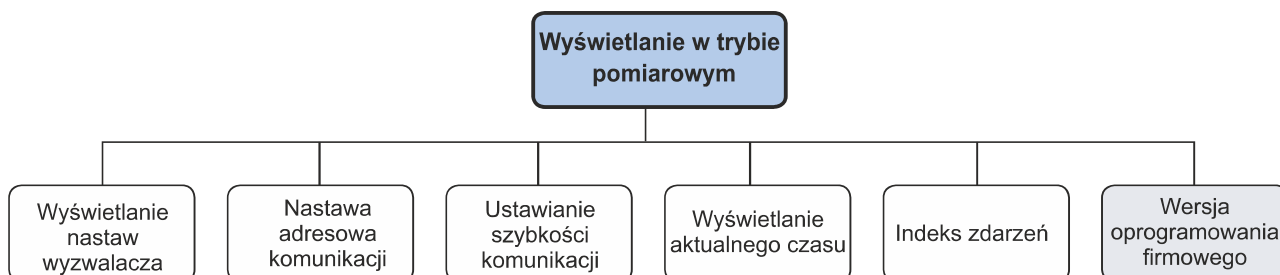 Wyświetlanie w trybie
pomiarowym
Wyświetlanie
nastaw
wyzwalacza
Nastawa
adresowa
komunikacji
Ustawianie
szybkości
komunikacji
Wyświetlanie
aktualnego czasu
Indeks zdarzeń
Wersja
oprogramowania
firmowego